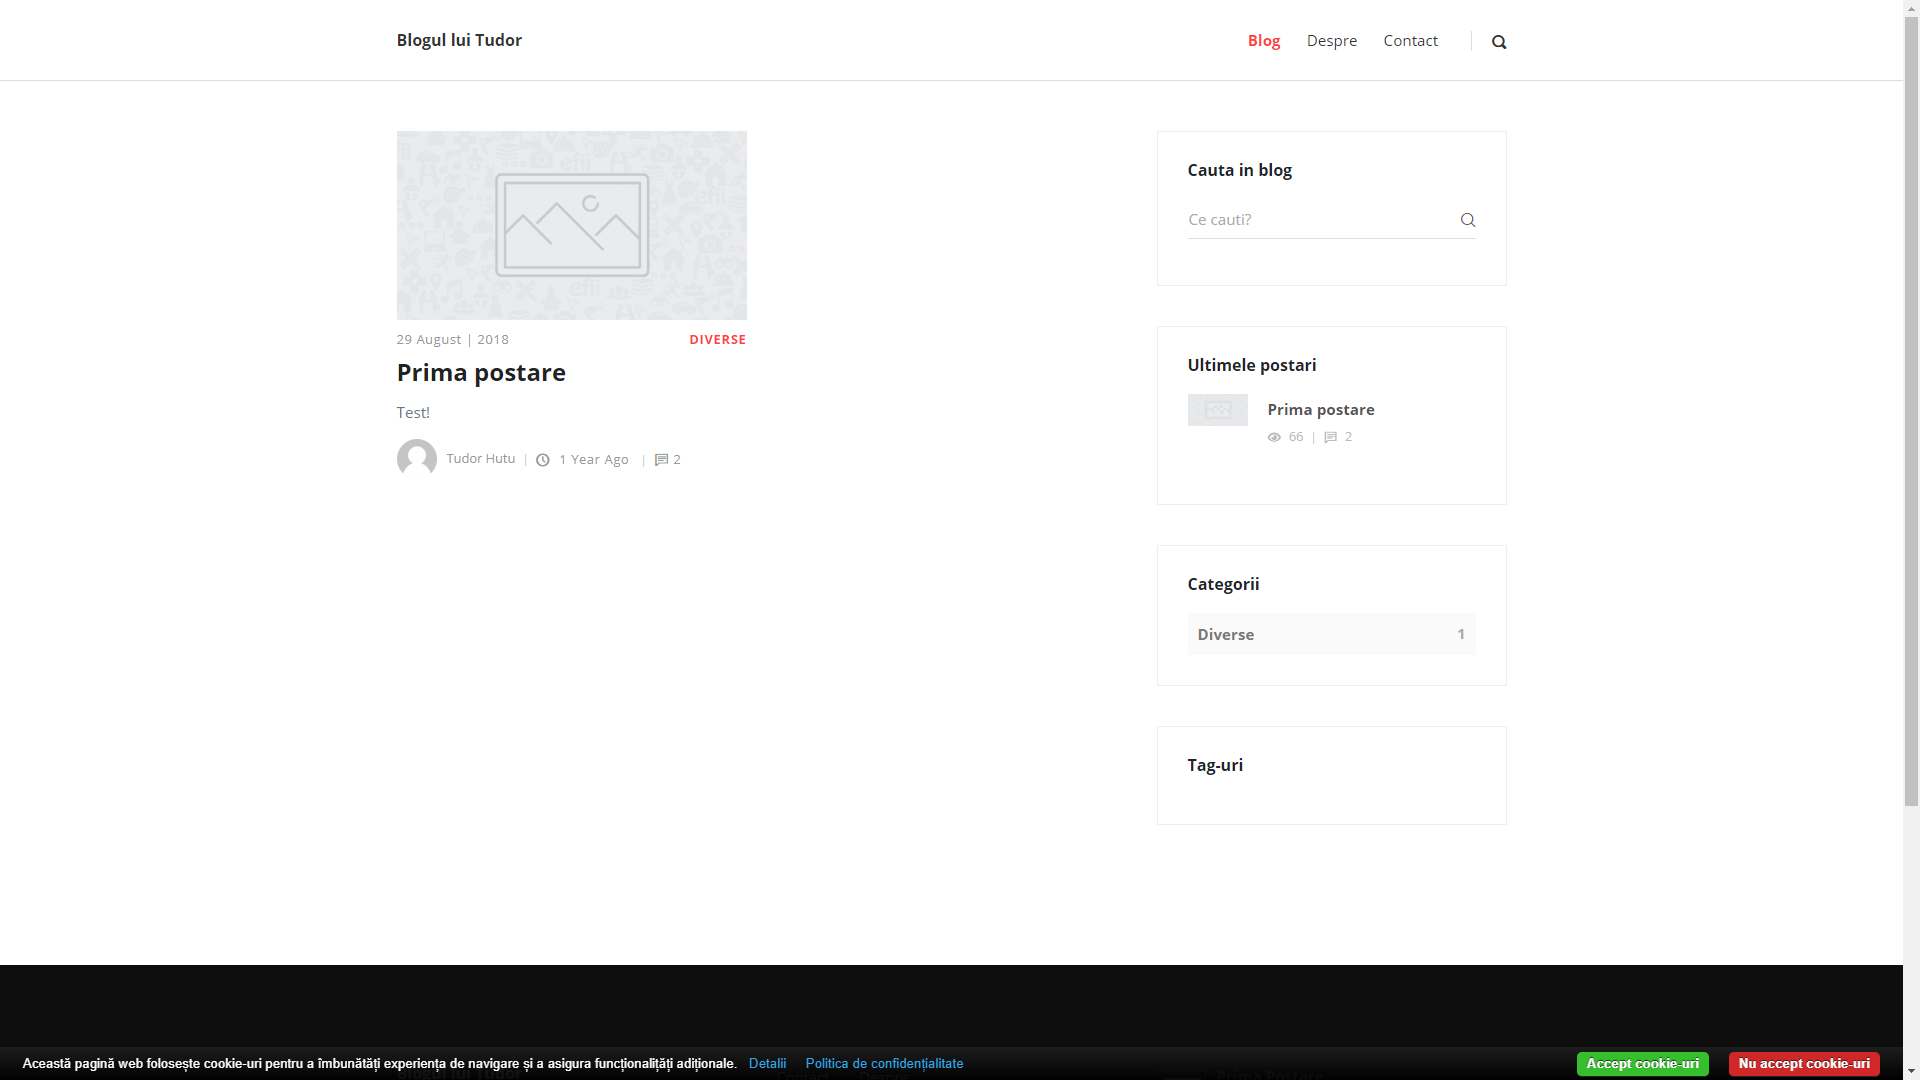 Blogul lui Tudor
Blog
Despre
Contact
29 August | 2018
DIVERSE
Prima postare
Test!
Tudor Hutu
1 Year Ago
2
Cauta in blog
Ce cauti?
Ultimele postari
Prima postare
66 | 2
Categorii
Diverse
1
Tag-uri
Această pagină web folosește cookie-uri pentru a îmbunătăți experiența de navigare și a asigura funcționalități adiționale. Detalii Politica de confidențialitate
Accept cookie-uri
Nu accept cookie-uri